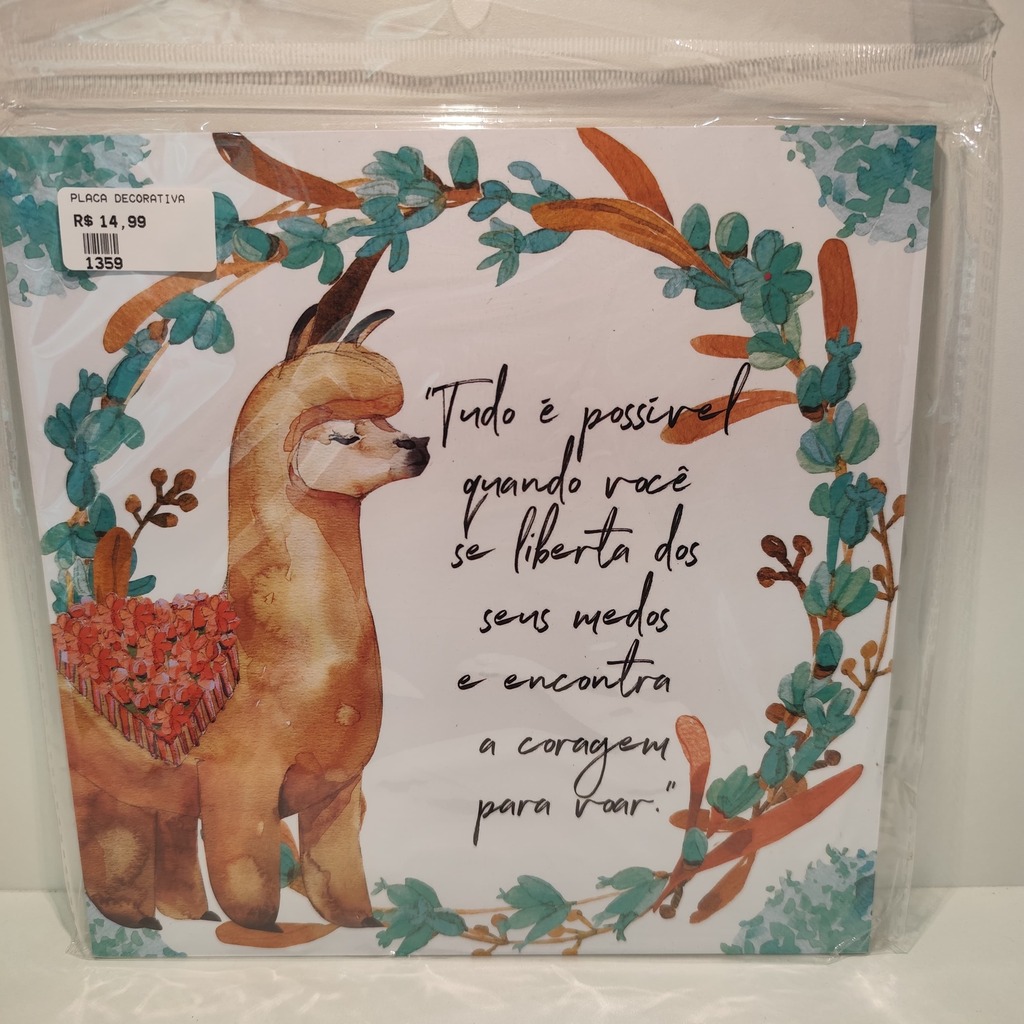 PLACA DECORATIVA
R$ 14,99
1359
"Tudo é possível
quando você
se liberta dos
seus medos
e encontra
a coragem
para voar."